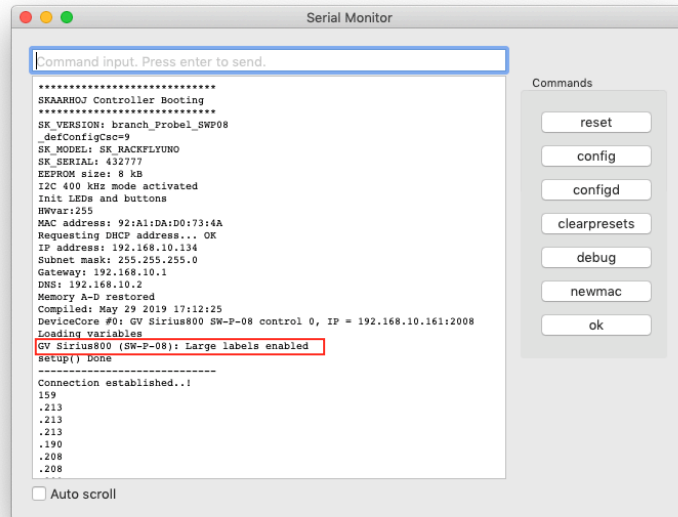 Serial Monitor
Command input. Press enter to send.
****************************
SKAARHOJ Controller Booting
****************************
SK_VERSION: branch_Probel_SWP08
_defConfigCsc=9
SK_MODEL: SK_RACKFLYUNO
SK_SERIAL: 432777
EEPROM size: 8 kB
I2C 400 kHz mode activated
Init LEDs and buttons
HWvar:255
MAC address: 92:A1:DA:D0:73:4A
Requesting DHCP address... OK
IP address: 192.168.10.134
Subnet mask: 255.255.255.0
Gateway: 192.168.10.1
DNS: 192.168.10.2
Memory A-D restored
Compiled: May 29 2019 17:12:25
DeviceCore #0: GV Sirius800 SW-P-08 control 0, IP = 192.168.10.161:2008
Loading variables
GV Sirius800 (SW-P-08): Large labels enabled
setup() Done
----------------------------
Connection established..!
159
.213
.213
.213
.190
.208
.208
Auto scroll
Commands
reset
config
configd
clearpresets
debug
newmac
ok